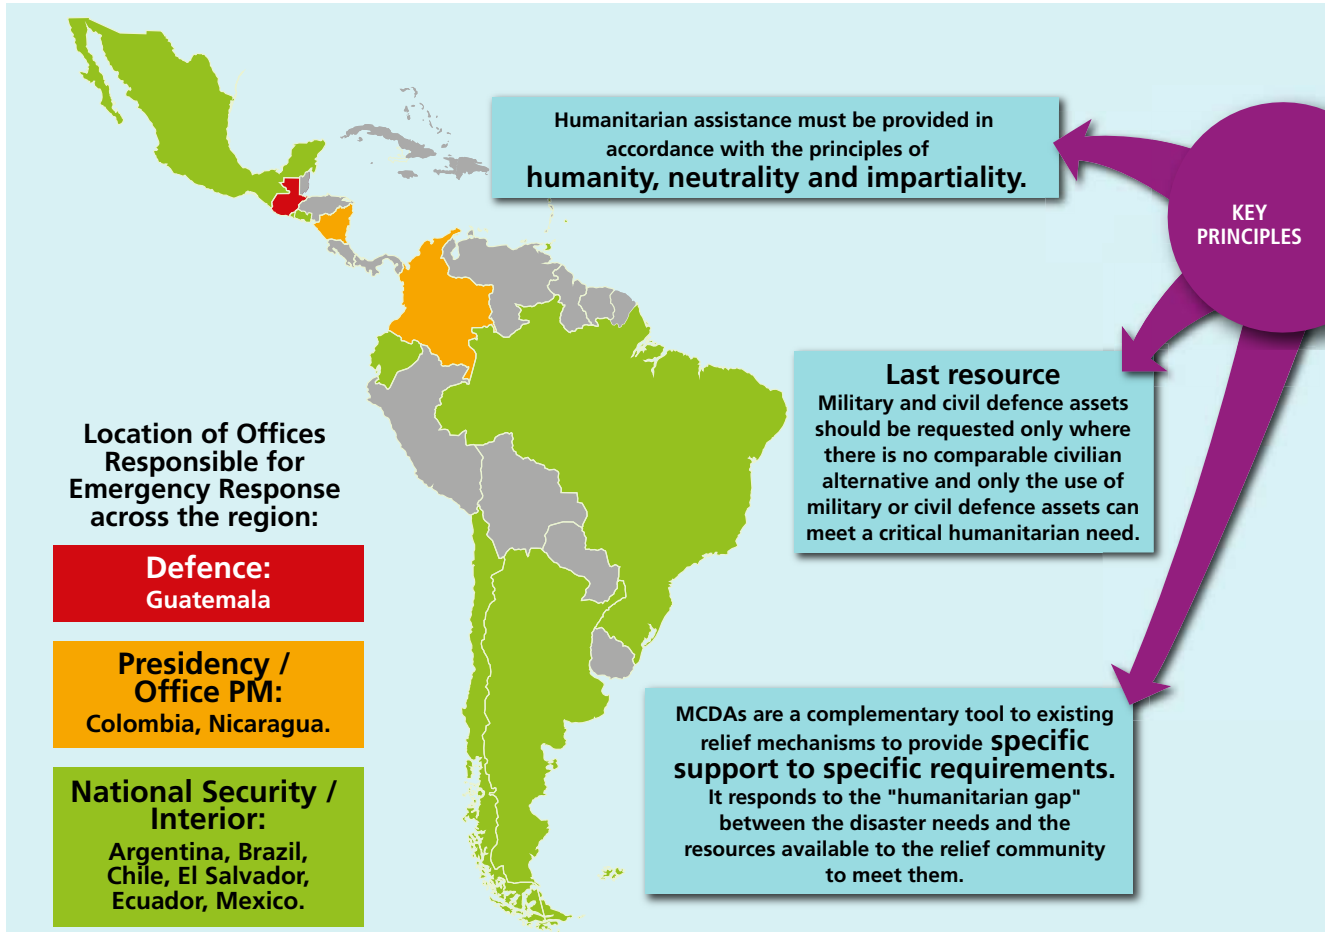 Humanitarian assistance must be provided in
accordance with the principles of
humanity, neutrality and impartiality.
KEY
PRINCIPLES
Last resource
Military and civil defence assets
should be requested only where
there is no comparable civilian
alternative and only the use of
military or civil defence assets can
meet a critical humanitarian need.
Location of Offices
Responsible for
Emergency Response
across the region:
Defence:
Guatemala
Presidency /
Office PM:
Colombia, Nicaragua.
National Security /
Interior:
Argentina, Brazil,
Chile, El Salvador,
Ecuador, Mexico.
MCDAs are a complementary tool to existing
relief mechanisms to provide specific
support to specific requirements.
It responds to the "humanitarian gap"
between the disaster needs and the
resources available to the relief community
to meet them.